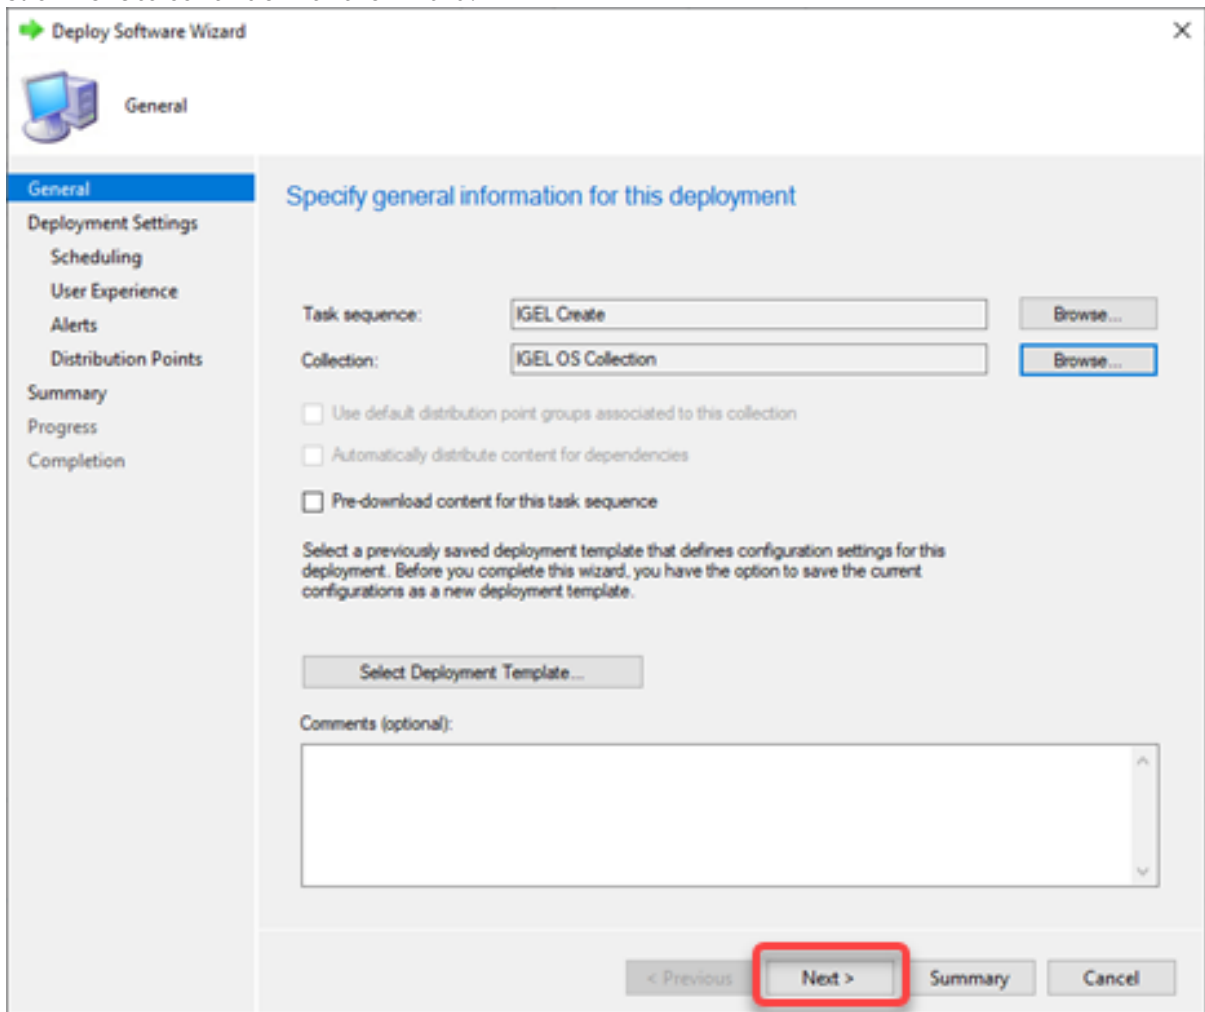 Deploy Software Wizard
General
General
Deployment Settings
Scheduling
User Experience
Alerts
Distribution Points
Summary
Progress
Completion
Specify general information for this deployment
Task sequence:
IGEL Create
Browse...
Collection:
IGEL OS Collection
Browse...
Use default distribution point groups associated to this collection
Automatically distribute content for dependencies
Pre-download content for this task sequence
Select a previously saved deployment template that defines configuration settings for this
deployment. Before you complete this wizard, you have the option to save the current
configurations as a new deployment template.
Select Deployment Template...
Comments (optional):
< Previous
Next >
Summary
Cancel